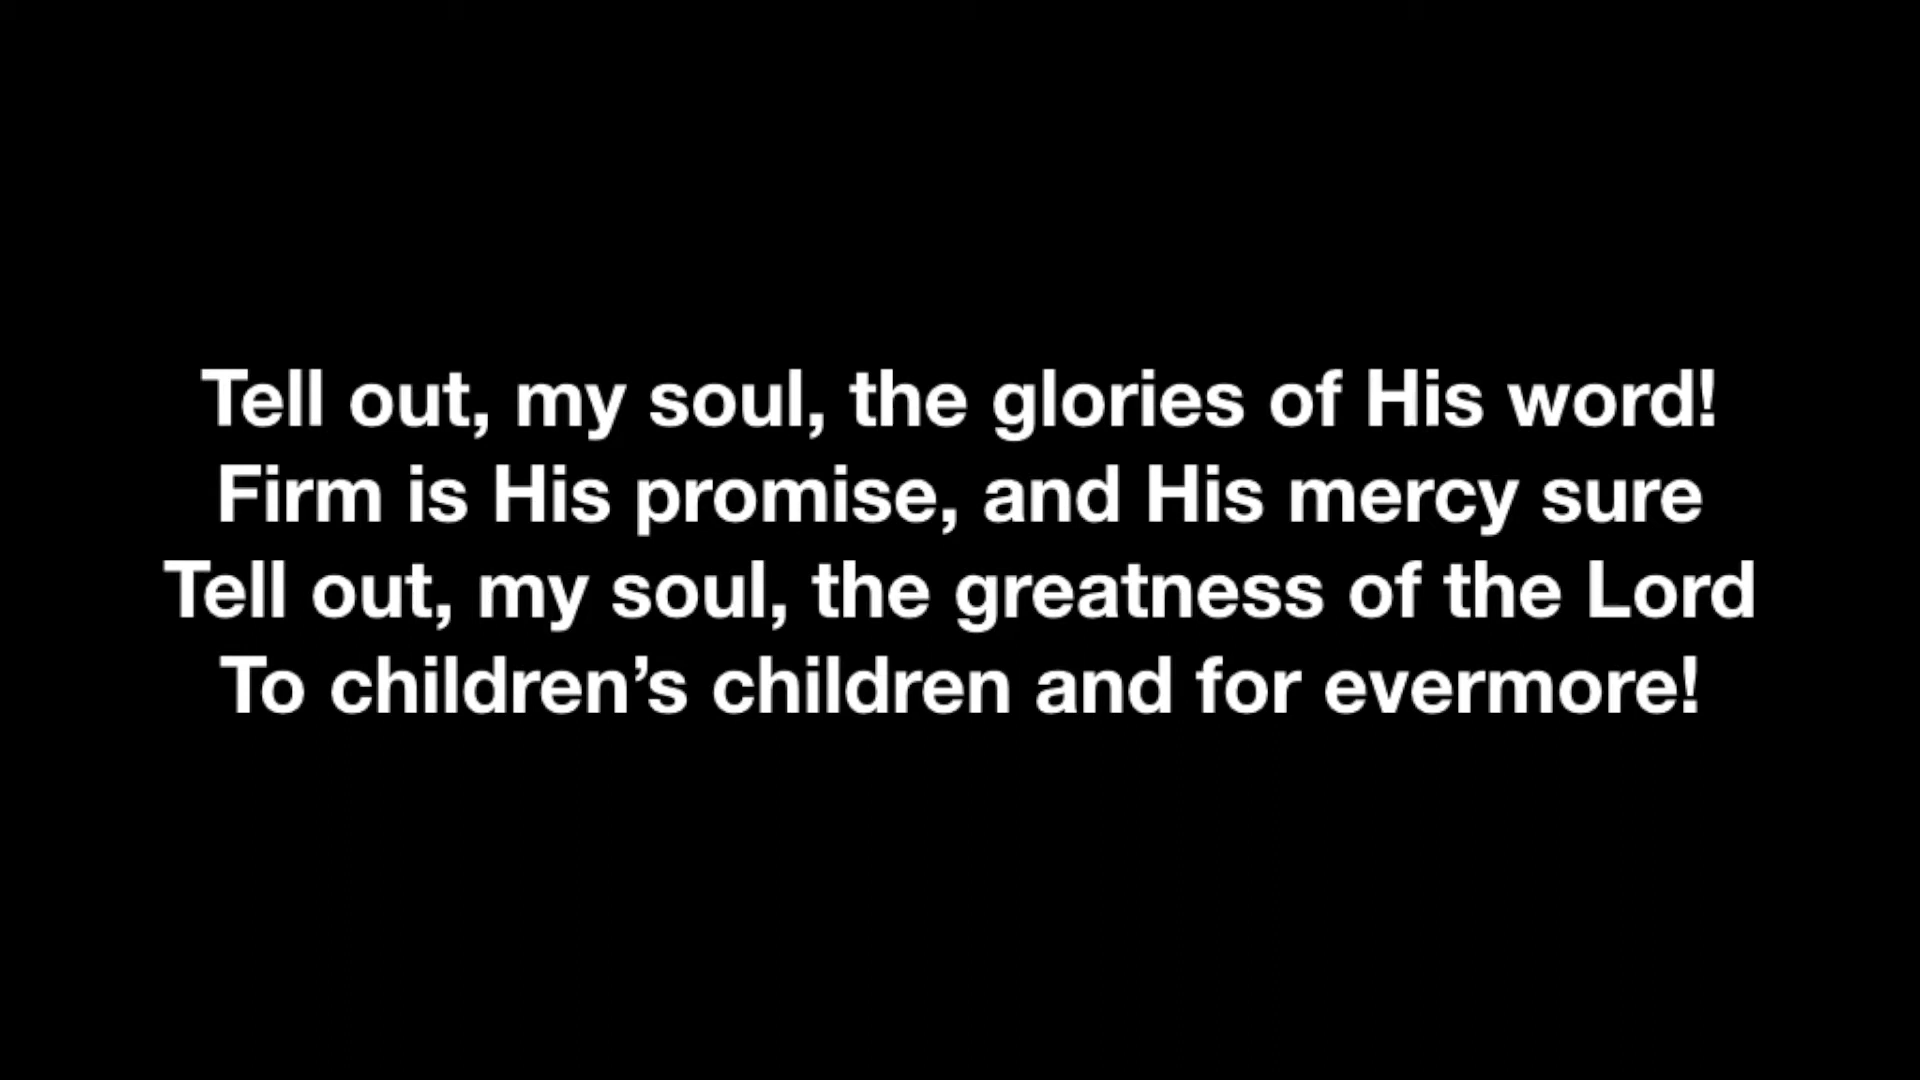 Tell out, my soul, the glories of His word!
Firm is His promise, and His mercy sure
Tell out, my soul, the greatness of the Lord
To children’s children and for evermore!